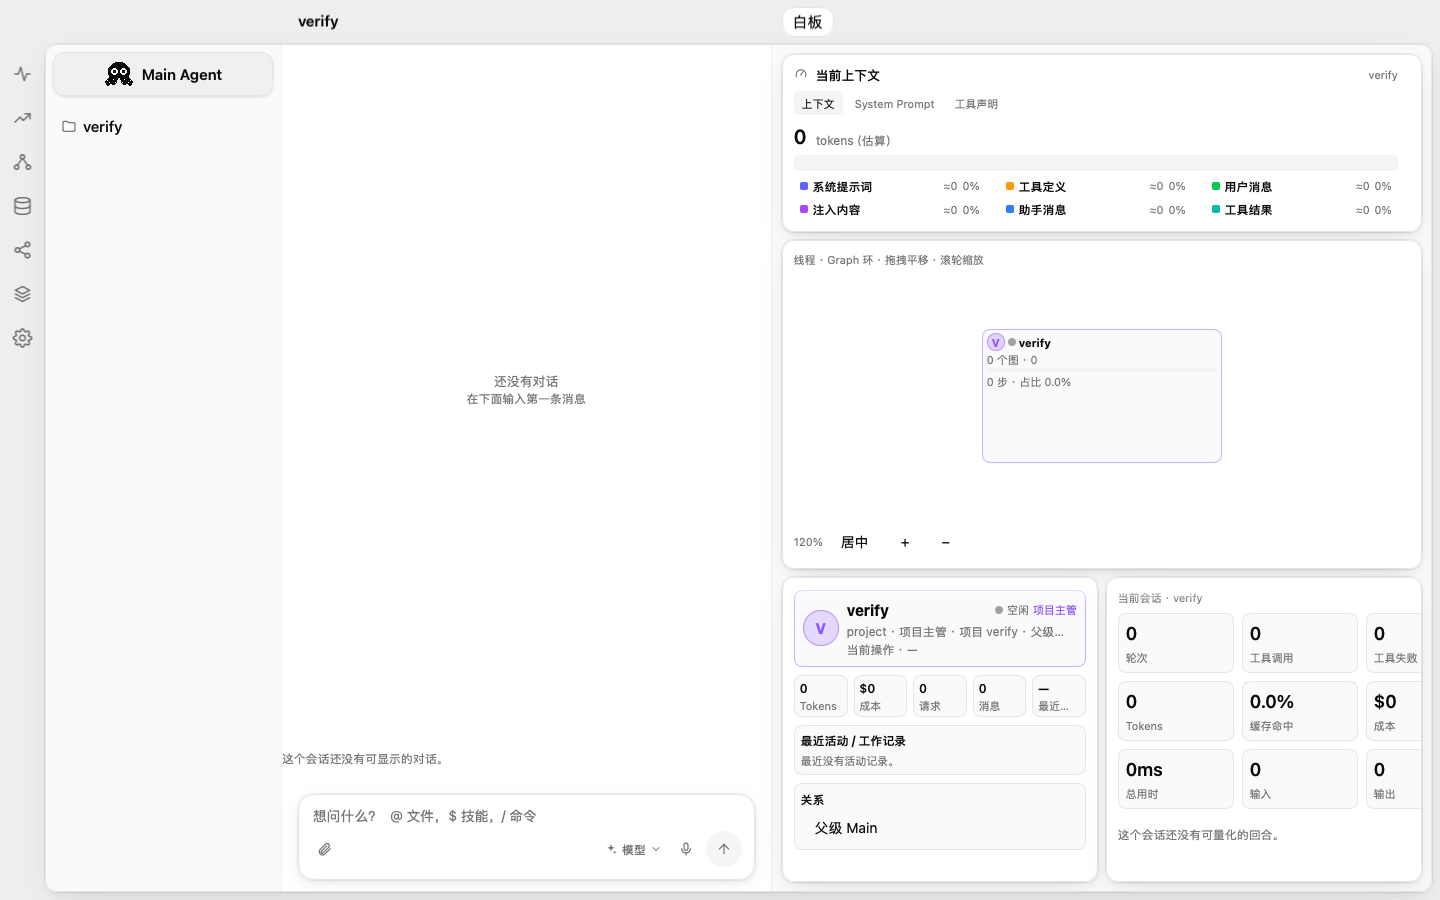 verify
白板
Main Agent
verify
还没有对话
在下面输入第一条消息
这个会话还没有可显示的对话。
想问什么? @ 文件, $ 技能, / 命令
模型
当前上下文
verify
上下文 System Prompt 工具声明
0 tokens (估算)
系统提示词 ≈0 0% 工具定义 ≈0 0% 用户消息 ≈0 0%
注入内容 ≈0 0% 助手消息 ≈0 0% 工具结果 ≈0 0%
线程 · Graph 环 · 拖拽平移 · 滚轮缩放
V verify
0 个图 · 0
0 步 · 占比 0.0%
120% 居中 + −
V
verify
空闲 项目主管
project · 项目主管 · 项目 verify · 父级...
当前操作 · —
0 $0 0 0 —
Tokens 成本 请求 消息 最近...
最近活动 / 工作记录
最近没有活动记录。
关系
父级 Main
当前会话 · verify
0 0 0
轮次 工具调用 工具失败
0 0.0% $0
Tokens 缓存命中 成本
0ms 0 0
总用时 输入 输出
这个会话还没有可量化的回合。